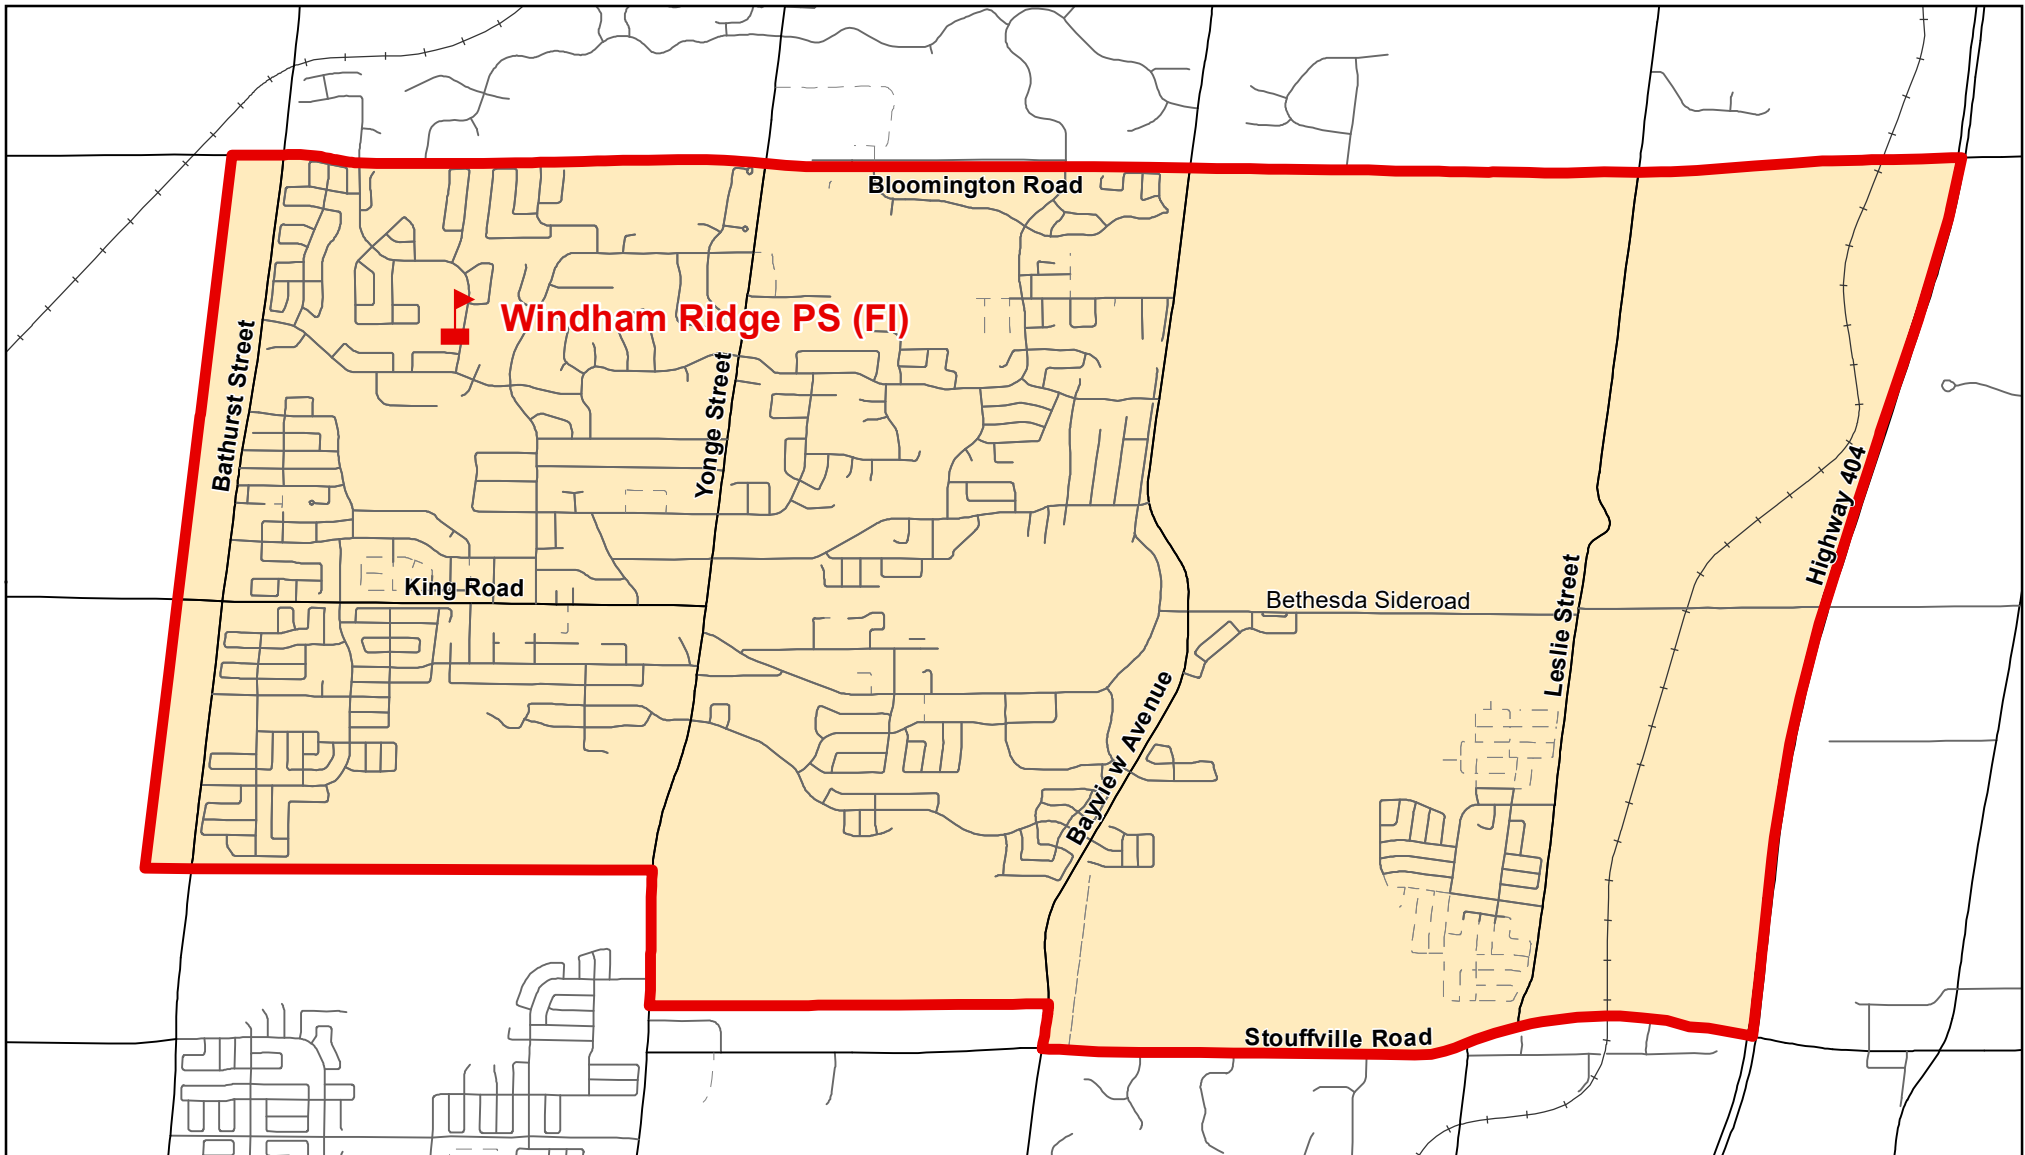 Bloomington Road
Windham Ridge PS (FI)
Bathurst Street
Yonge Street
Highway 404
King Road
Bethesda Sideroad
Leslie Street
Bayview Avenue
Stouffville Road